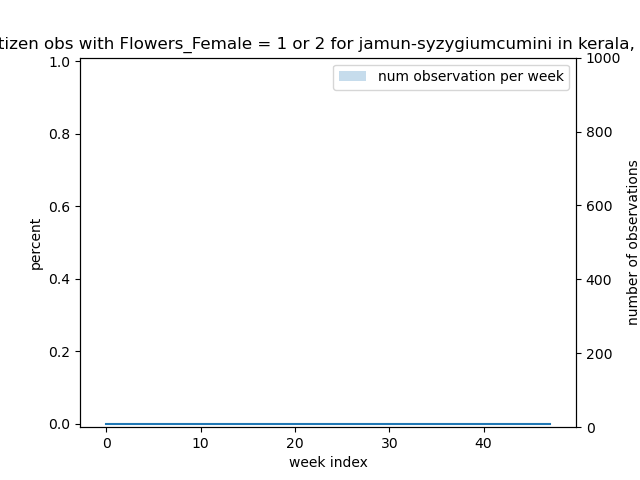 tizen obs with Flowers_Female = 1 or 2 for jamun-syzygiumcumini in kerala,
num observation per week
percent
1.0
0.8
0.6
0.4
0.2
0.0
0 10 20 30 40
week index
1000
800
600
400
200
0
number of observations